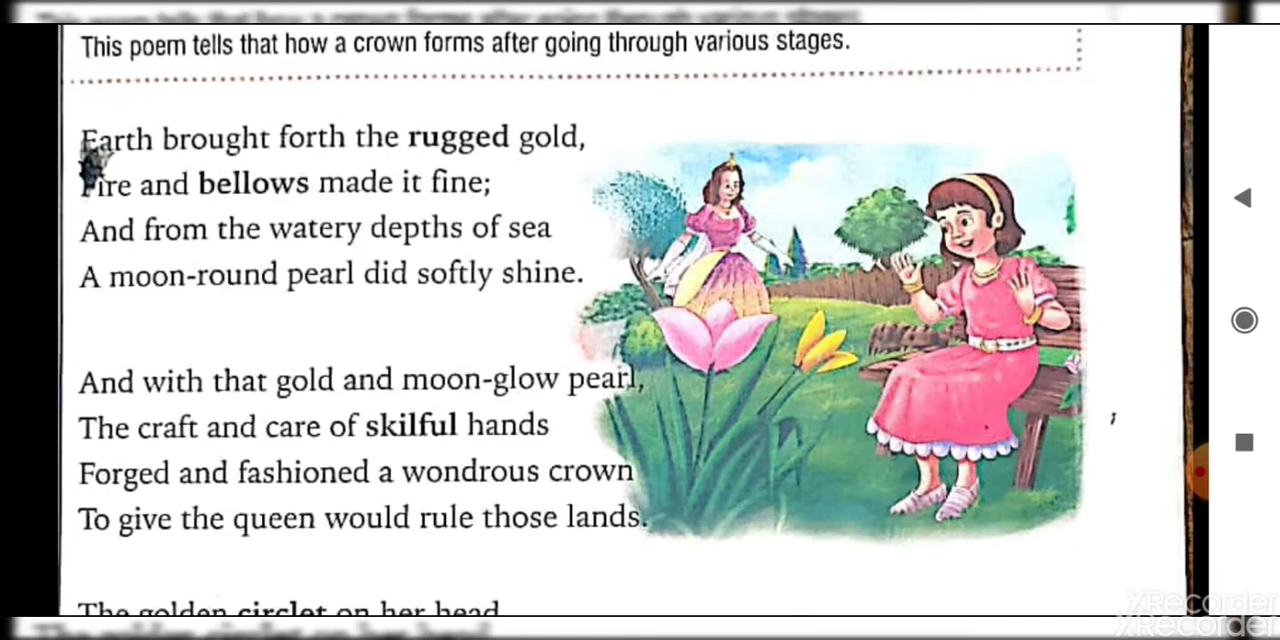 This poem tells that how a crown forms after going through various stages.
Earth brought forth the rugged gold,
Fire and bellows made it fine;
And from the watery depths of sea
A moon-round pearl did softly shine.
And with that gold and moon-glow pearl,
The craft and care of skilful hands
Forged and fashioned a wondrous crown
To give the queen would rule those lands.
The golden circlet on her head
XRecorder
XRecorder